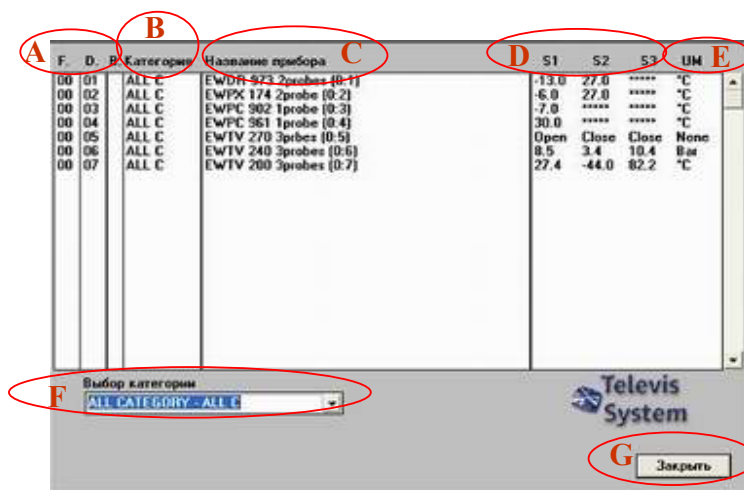 A B C D E
F. D. B. Категория Название прибора S1 S2 S3 UM
00 01 ALL C EWDR 973 2probes (0:1) -13.0 27.0 ***** °C
00 02 ALL C EWPX 174 2probe (0:2) -6.0 27.0 ***** °C
00 03 ALL C EWPC 902 1probe (0:3) -7.0 ***** ***** °C
00 04 ALL C EWPC 961 1probe (0:4) 30.0 ***** ***** °C
00 05 ALL C EWTV 270 3prbes (0:5) Open Close Close None
00 06 ALL C EWTV 240 3probes (0:6) 8.5 3.4 10.4 Bar
00 07 ALL C EWTV 200 3probes (0:7) 27.4 -44.0 82.2 °C
Выбор категории
F
ALL CATEGORY - ALL C
Televis
System
G
Закрыть